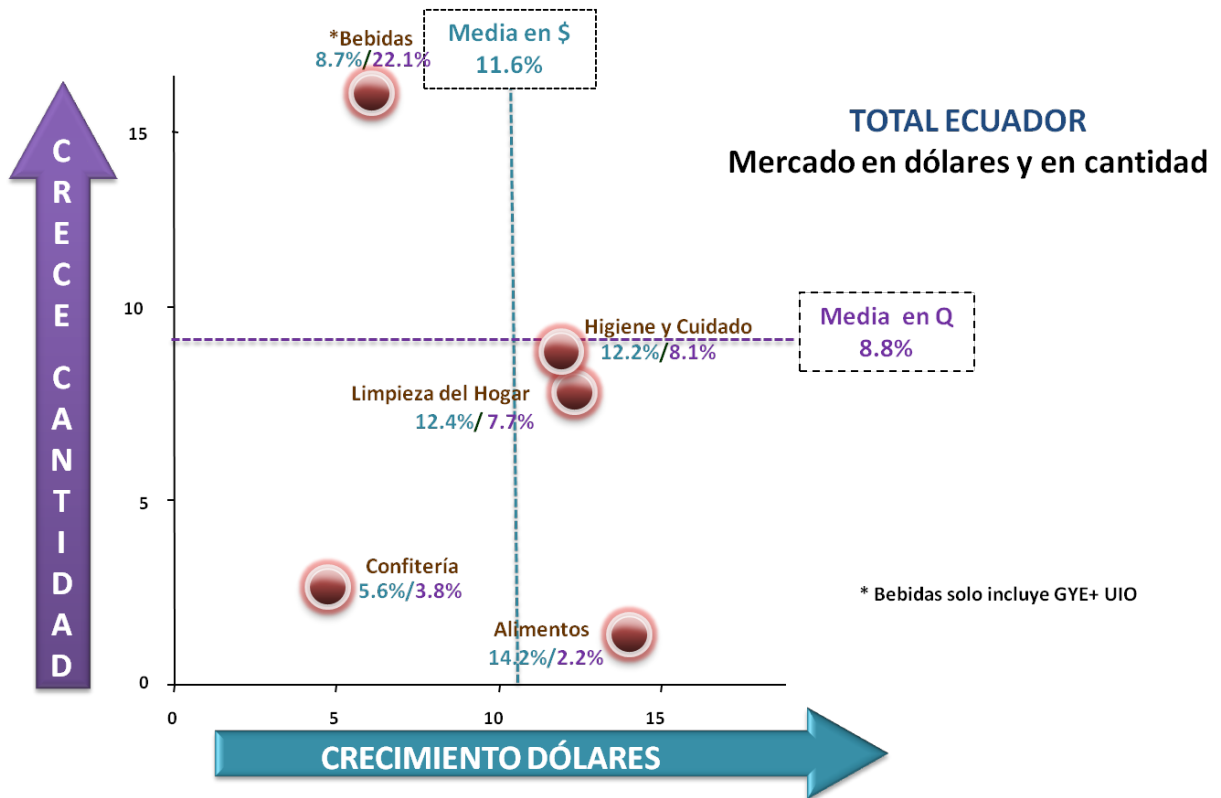 *Bebidas
8.7%/22.1%
Media en $
11.6%
TOTAL ECUADOR
Mercado en dólares y en cantidad
CRECE CANTIDAD
15
10
5
0
Media en Q
8.8%
Higiene y Cuidado
12.2%/8.1%
Limpieza del Hogar
12.4%/ 7.7%
Confitería
5.6%/3.8%
* Bebidas solo incluye GYE+ UIO
Alimentos
14.2%/2.2%
0 5 10 15
CRECIMIENTO DÓLARES